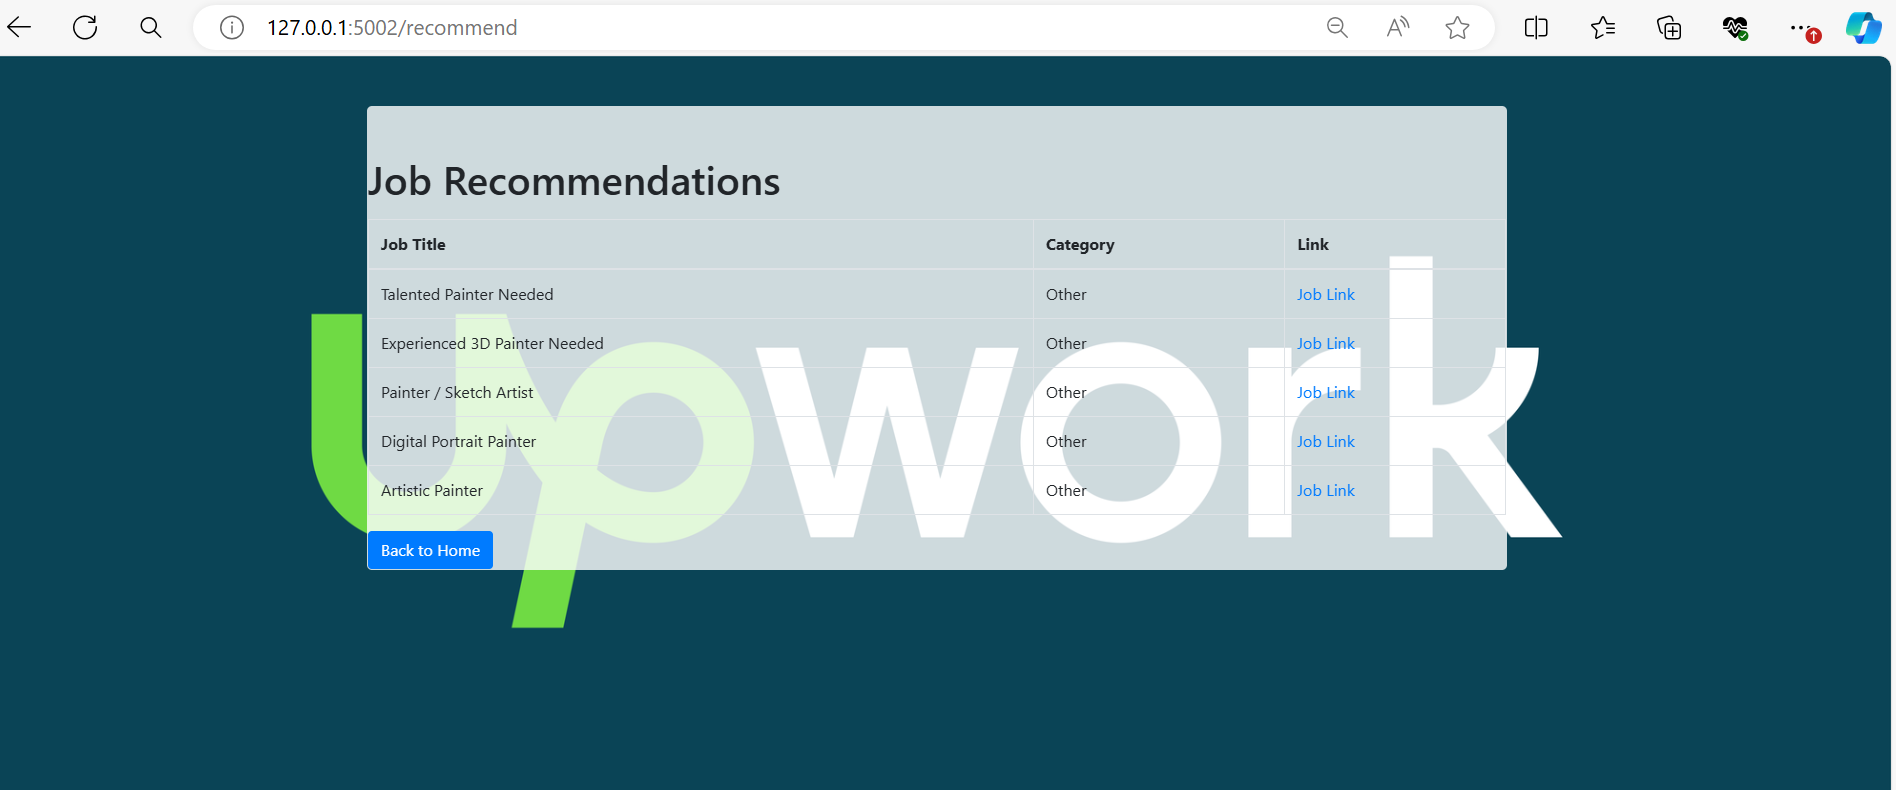 127.0.0.1:5002/recommend
Job Recommendations
Job Title Category Link
Talented Painter Needed Other Job Link
Experienced 3D Painter Needed Other Job Link
Painter / Sketch Artist Other Job Link
Digital Portrait Painter Other Job Link
Artistic Painter Other Job Link
Back to Home
upwork